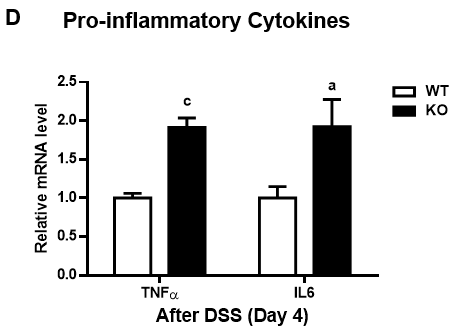 D Pro-inflammatory Cytokines
Relative mRNA level
2.5
2.0
1.5
1.0
0.5
0.0
c
a
WT
KO
TNFα
IL6
After DSS (Day 4)